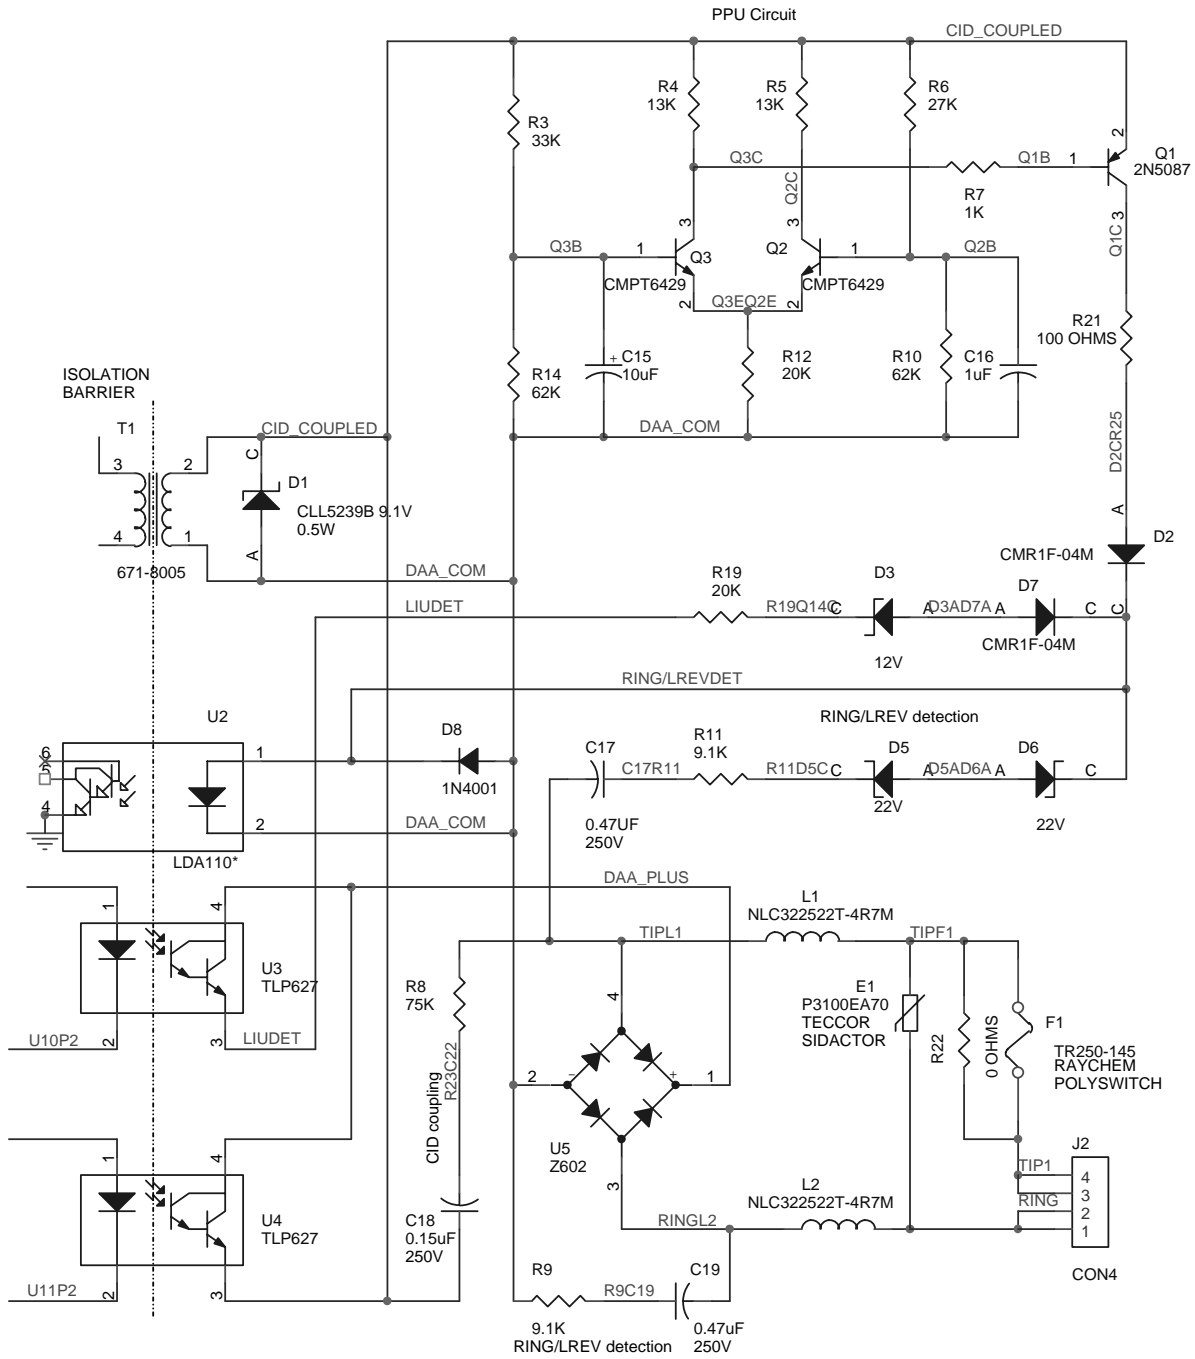 PPU Circuit
CID_COUPLED
R4
13K
R5
13K
R6
27K
R3
33K
2
Q1
2N5087
Q3C
Q1B
1
R7
1K
Q2C
3
3
3
Q1C
Q3B
1
Q3
Q2
1
Q2B
CMPT6429
CMPT6429
2
Q3EQ2E
2
R21
100 OHMS
R14
62K
+
C15
10uF
R12
20K
R10
62K
C16
1uF
ISOLATION
BARRIER
T1
CID_COUPLED
DAA_COM
D2CR25
3
2
C
D1
CLL5239B 9.1V
0.5W
4
1
A
A
D2
CMR1F-04M
671-8005
DAA_COM
R19
20K
D3
D7
LIUDET
R19Q14C
C
A
D3AD7A
A
C
C
12V
CMR1F-04M
RING/LREVDET
U2
RING/LREV detection
D8
C17
R11
9.1K
D5
D6
6
5
4
1
C17R11
R11D5C
C
A
D5AD6A
A
C
1N4001
22V
22V
2
DAA_COM
0.47UF
250V
LDA110*
DAA_PLUS
L1
NLC322522T-4R7M
1
4
TIPL1
TIPF1
U3
TLP627
R8
75K
4
E1
P3100EA70
TECCOR
SIDACTOR
R22
0 OHMS
F1
TR250-145
RAYCHEM
POLYSWITCH
U10P2
2
3
LIUDET
R23C22
CID coupling
2
–
+
1
U5
Z602
J2
1
4
3
TIP1
4
3
RING
2
1
L2
NLC322522T-4R7M
U4
TLP627
C18
0.15uF
250V
RINGL2
CON4
R9
C19
U11P2
2
3
R9C19
9.1K
RING/LREV detection
0.47uF
250V